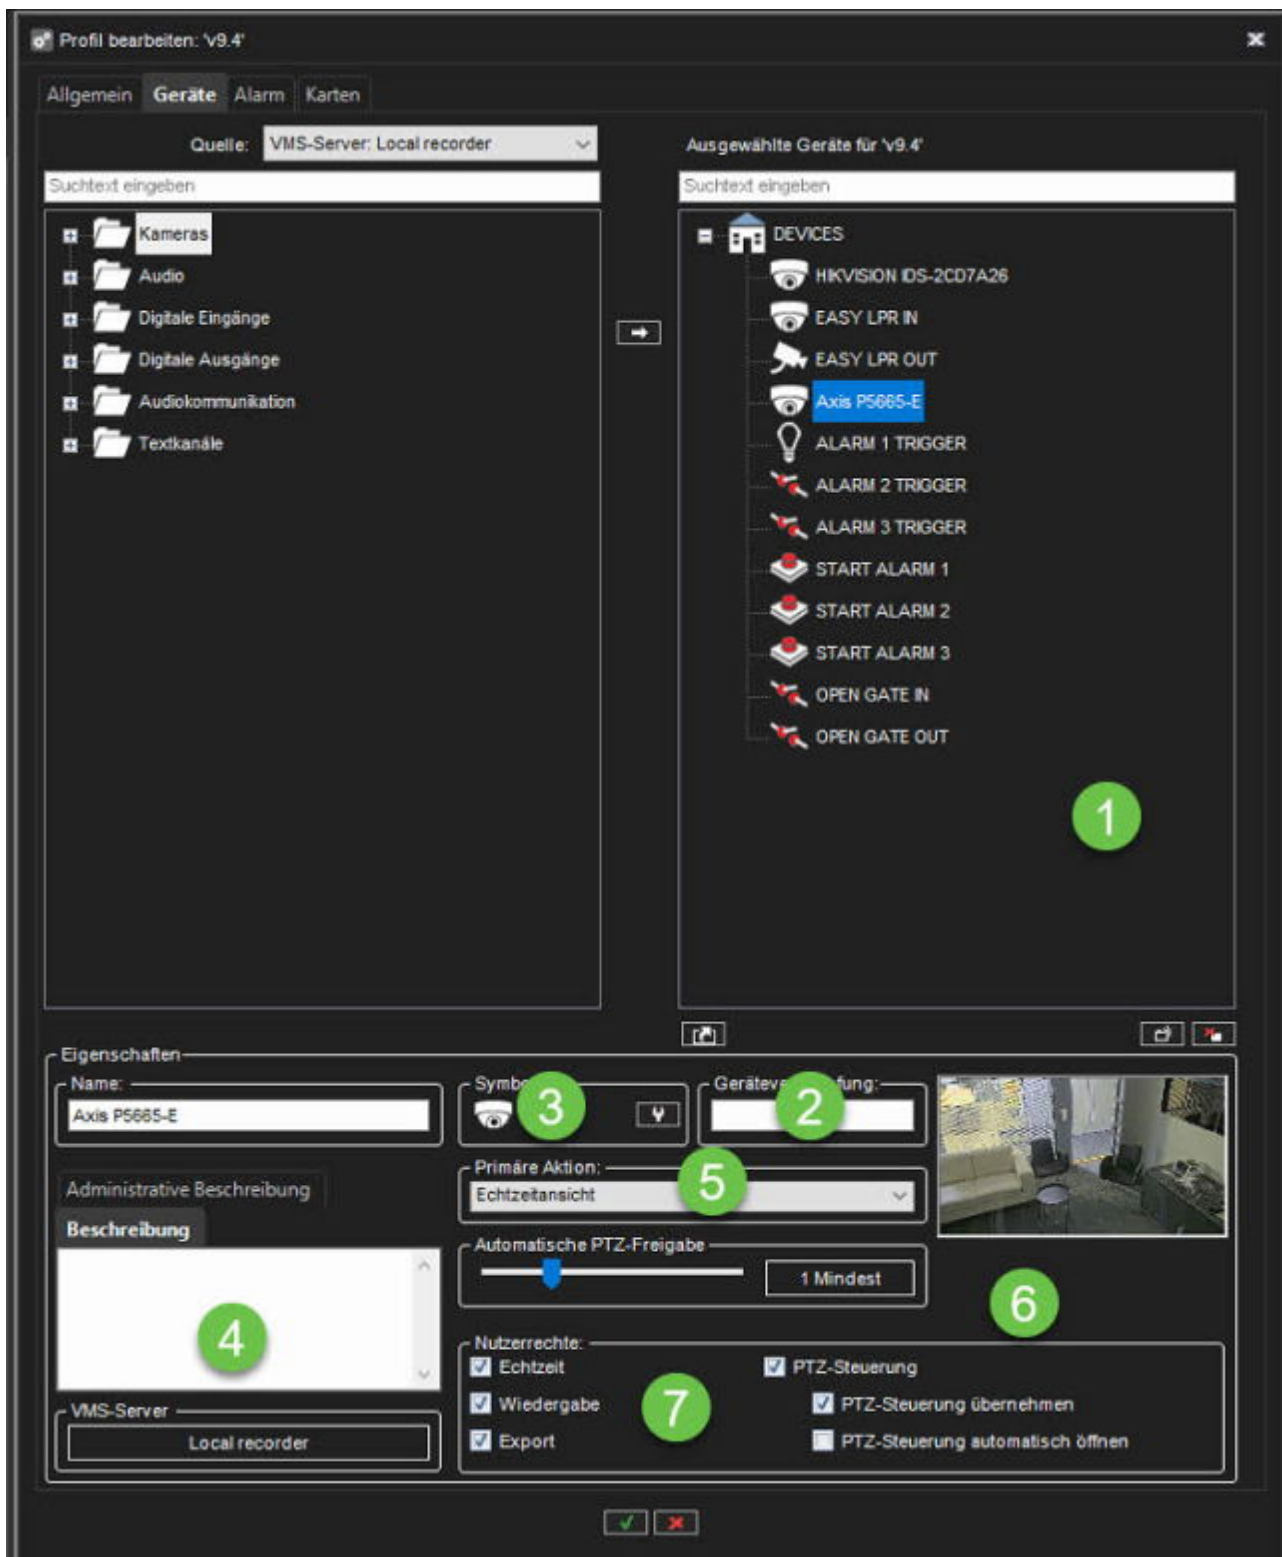 Profil bearbeiten: 'v9.4'
Allgemein Geräte Alarm Karten
Quelle: VMS-Server: Local recorder
Ausgewählte Geräte für 'v9.4'
Suchtext eingeben
Suchtext eingeben
Kameras
Audio
Digitale Eingänge
Digitale Ausgänge
Audiokommunikation
Textkanäle
DEVICES
HIKVISION IDS-2CD7A26
EASY LPR IN
EASY LPR OUT
Axis P5665-E
ALARM 1 TRIGGER
ALARM 2 TRIGGER
ALARM 3 TRIGGER
START ALARM 1
START ALARM 2
START ALARM 3
OPEN GATE IN
OPEN GATE OUT
1
Eigenschaften
Name:
Axis P5665-E
3
2
Primäre Aktion:
Echtzeitansicht
5
Administrative Beschreibung
Beschreibung
4
Automatische PTZ-Freigabe
1 Mindest
6
Nutzerrechte:
Echtzeit
Wiedergabe
Export
7
PTZ-Steuerung
PTZ-Steuerung übernehmen
PTZ-Steuerung automatisch öffnen
VMS-Server
Local recorder